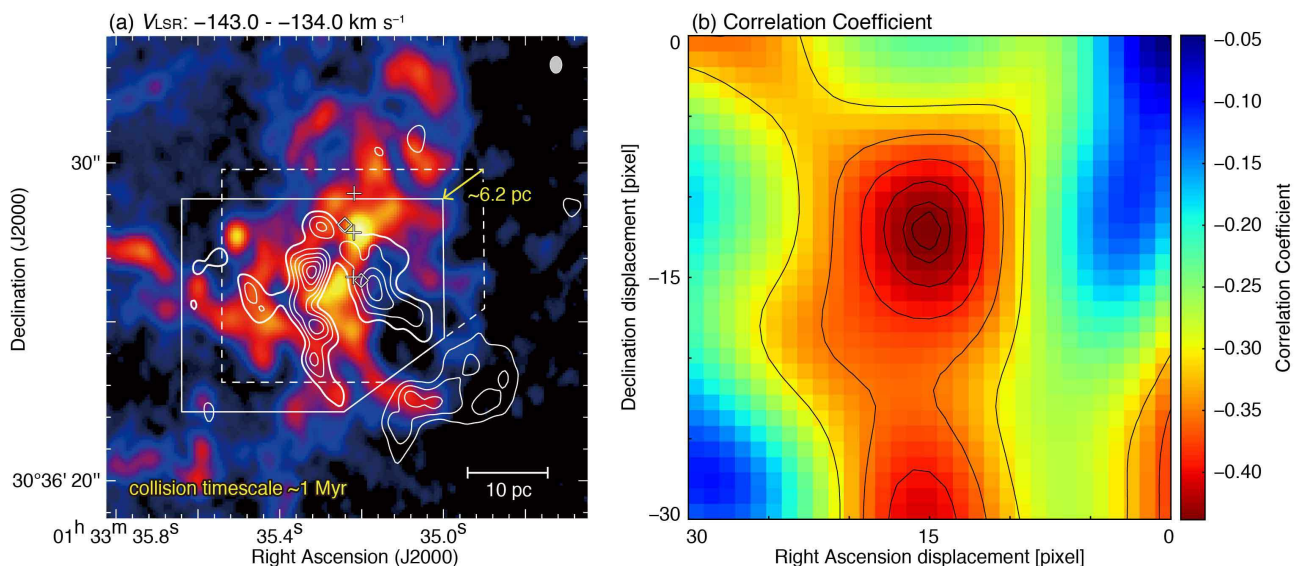 (a) VLSR: −143.0 - −134.0 km s⁻¹
Declination (J2000)
30"
30°36' 20"
~6.2 pc
collision timescale ~1 Myr
10 pc
01ʰ 33ᵐ 35.8ˢ
35.4ˢ
35.0ˢ
Right Ascension (J2000)
(b) Correlation Coefficient
Declination displacement [pixel]
0
-15
-30
30
15
0
Right Ascension displacement [pixel]
−0.05
−0.10
−0.15
−0.20
−0.25
−0.30
−0.35
−0.40
Correlation Coefficient